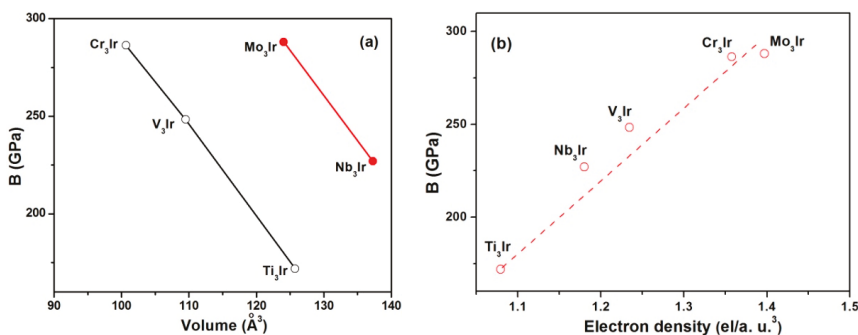 (a)
B (GPa)
300
250
200
Cr₃Ir
Mo₃Ir
V₃Ir
Nb₃Ir
Ti₃Ir
90 100 110 120 130 140
Volume (Å³)
(b)
B (GPa)
300
250
200
Cr₃Ir
Mo₃Ir
V₃Ir
Nb₃Ir
Ti₃Ir
1.1 1.2 1.3 1.4 1.5
Electron density (el/a. u.³)